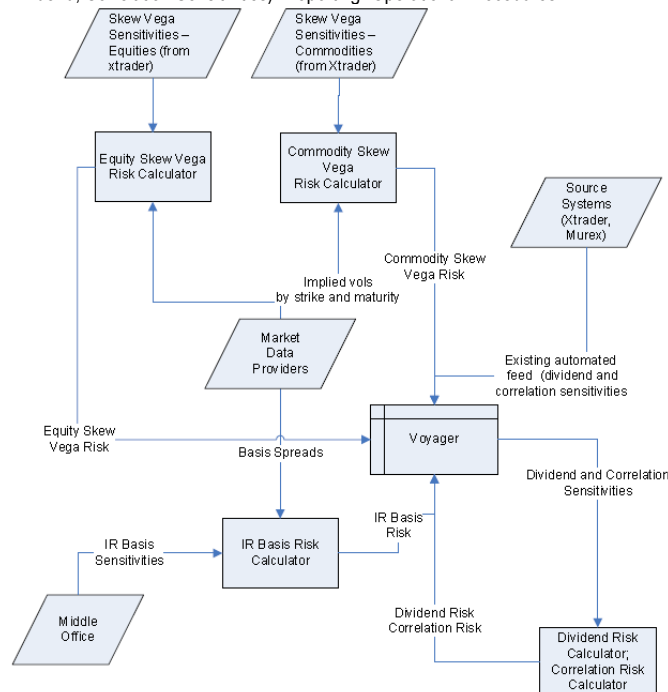 Skew Vega
Sensitivities –
Equities (from
xtrader)
Skew Vega
Sensitivities –
Commodities
(from Xtrader)
Equity Skew Vega
Risk Calculator
Commodity Skew
Vega
Risk Calculator
Source
Systems
(Xtrader,
Murex)
Commodity Skew
Vega Risk
Implied vols
by strike and maturity
Market
Data
Providers
Existing automated
feed (dividend and
correlation sensitivities
Equity Skew
Vega Risk
Basis Spreads
Voyager
Dividend and Correlation
Sensitivities
IR Basis
Sensitivities
IR Basis Risk
Calculator
IR Basis
Risk
Middle
Office
Dividend Risk
Correlation Risk
Dividend Risk
Calculator;
Correlation Risk
Calculator